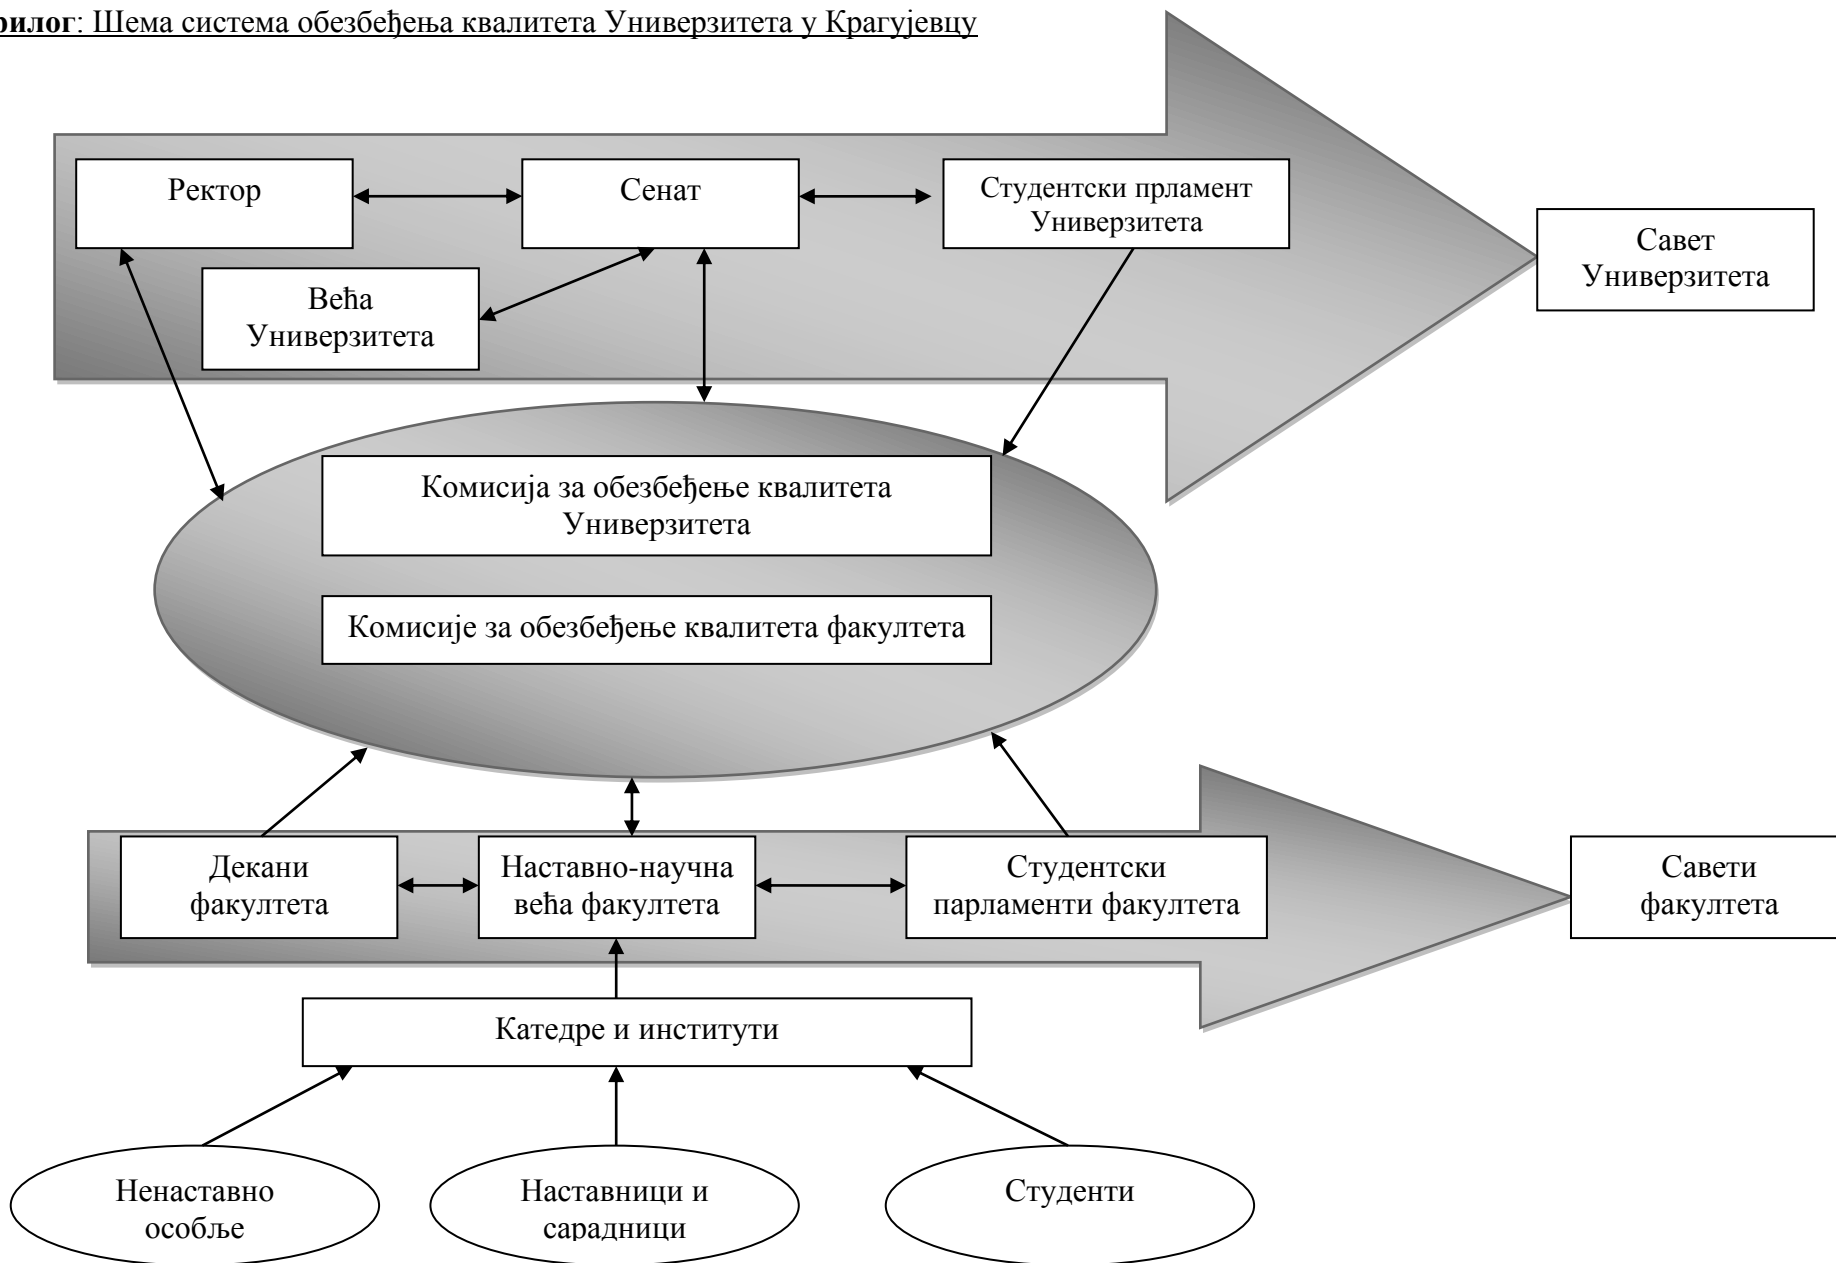 рилог: Шема система обезбеђења квалитета Универзитета у Крагујевцу
Ректор
Сенат
Студентски прламент
Универзитета
Савет
Универзитета
Већа
Универзитета
Комисија за обезбеђење квалитета
Универзитета
Комисије за обезбеђење квалитета факултета
Декани
факултета
Наставно-научна
већа факултета
Студентски
парламенти факултета
Савети
факултета
Катедре и институти
Ненаставно
особље
Наставници и
сарадници
Студенти